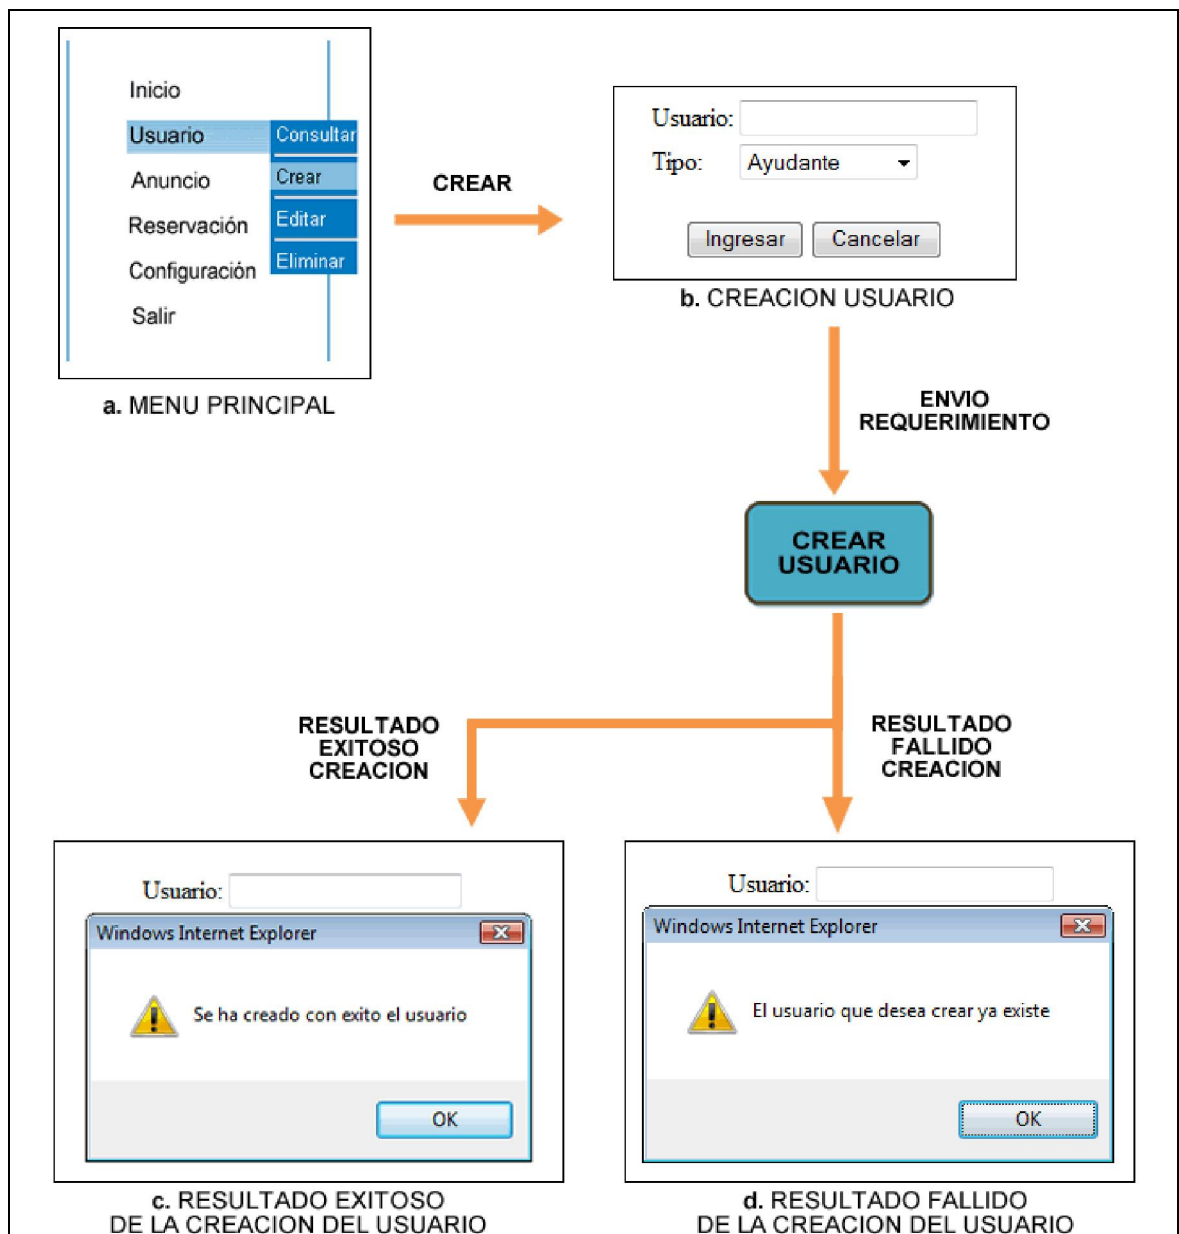 Inicio
Usuario
Consultar
Anuncio
Crear
Reservación
Editar
Configuración
Eliminar
Salir
a. MENU PRINCIPAL
CREAR
Usuario:
Tipo:
Ayudante
Ingresar
Cancelar
b. CREACION USUARIO
ENVIO
REQUERIMIENTO
CREAR
USUARIO
RESULTADO
EXITOSO
CREACION
RESULTADO
FALLIDO
CREACION
Usuario:
Windows Internet Explorer
Se ha creado con exito el usuario
OK
c. RESULTADO EXITOSO
DE LA CREACION DEL USUARIO
Usuario:
Windows Internet Explorer
El usuario que desea crear ya existe
OK
d. RESULTADO FALLIDO
DE LA CREACION DEL USUARIO